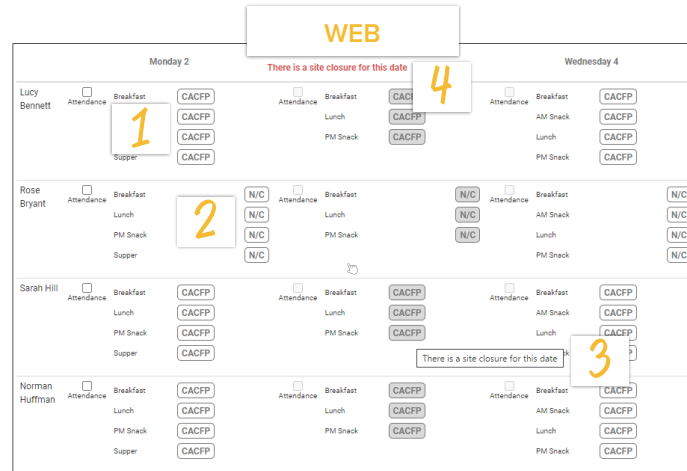 WEB
Monday 2 There is a site closure for this date Wednesday 4
4
Lucy Bennett Attendance Breakfast CACFP Attendance Breakfast Attendance Breakfast CACFP
1 CACFP Lunch CACFP AM Snack CACFP
CACFP PM Snack CACFP Lunch CACFP
Supper CACFP PM Snack CACFP
Rose Bryant Attendance Breakfast N/C Attendance Breakfast N/C Attendance Breakfast N/C
2
Lunch N/C Lunch N/C AM Snack N/C
PM Snack N/C PM Snack N/C Lunch N/C
Supper N/C PM Snack N/C
Sarah Hill Attendance Breakfast CACFP Attendance Breakfast CACFP Attendance Breakfast CACFP
Lunch CACFP Lunch CACFP AM Snack CACFP
PM Snack CACFP PM Snack CACFP Lunch CACFP
Supper CACFP There is a site closure for this date 3
Norman Huffman Attendance Breakfast CACFP Attendance Breakfast CACFP Attendance Breakfast CACFP
Lunch CACFP Lunch CACFP AM Snack CACFP
PM Snack CACFP PM Snack CACFP Lunch CACFP
Supper CACFP PM Snack CACFP